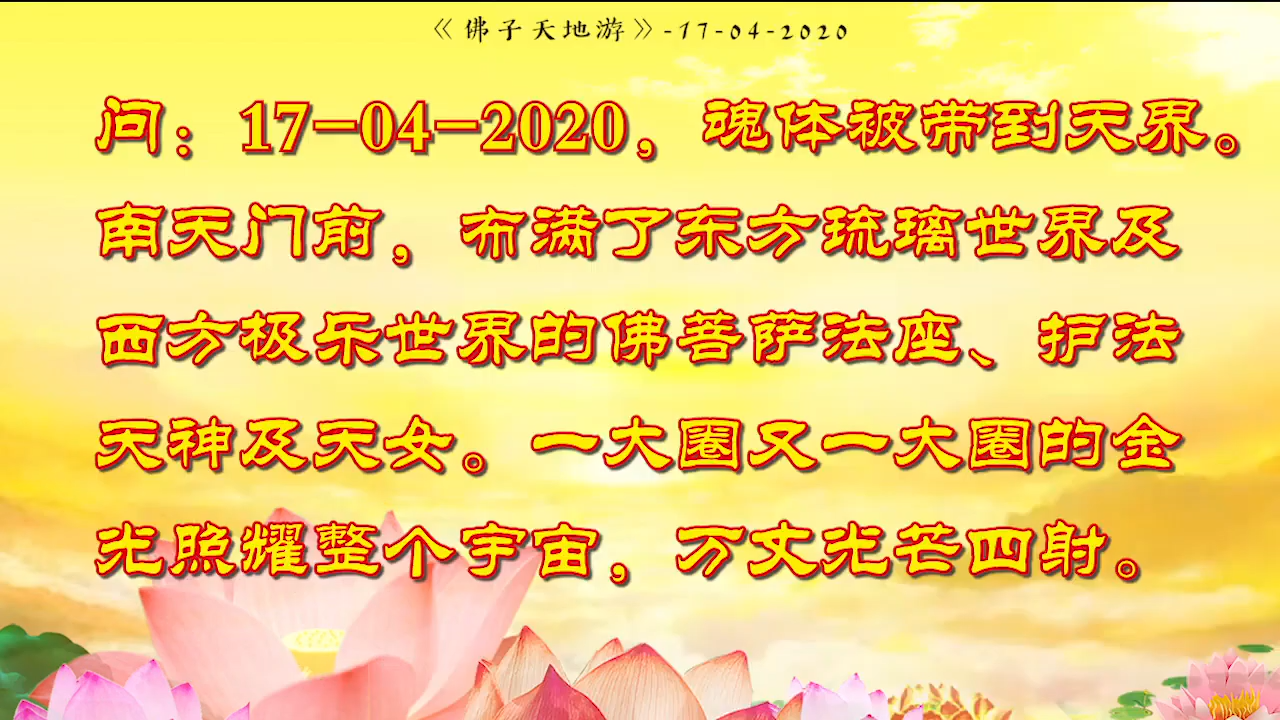 《佛子天地游》-17-04-2020
问：17-04-2020，魂体被带到天界。
南天门前，布满了东方琉璃世界及
西方极乐世界的佛菩萨法座、护法
天神及天女。一大圈又一大圈的金
光照耀整个宇宙，万丈光芒四射。